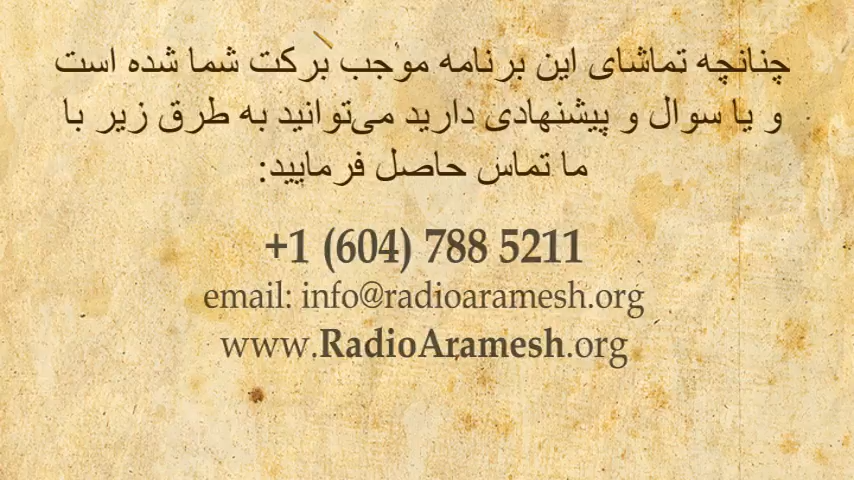 چنانچه تماشای این برنامه موجب برکت شما شده است
و یا سوال و پیشنهادی دارید می‌توانید به طرق زیر با
ما تماس حاصل فرمایید:
+1 (604) 788 5211
email: info@radioaramesh.org
www.RadioAramesh.org